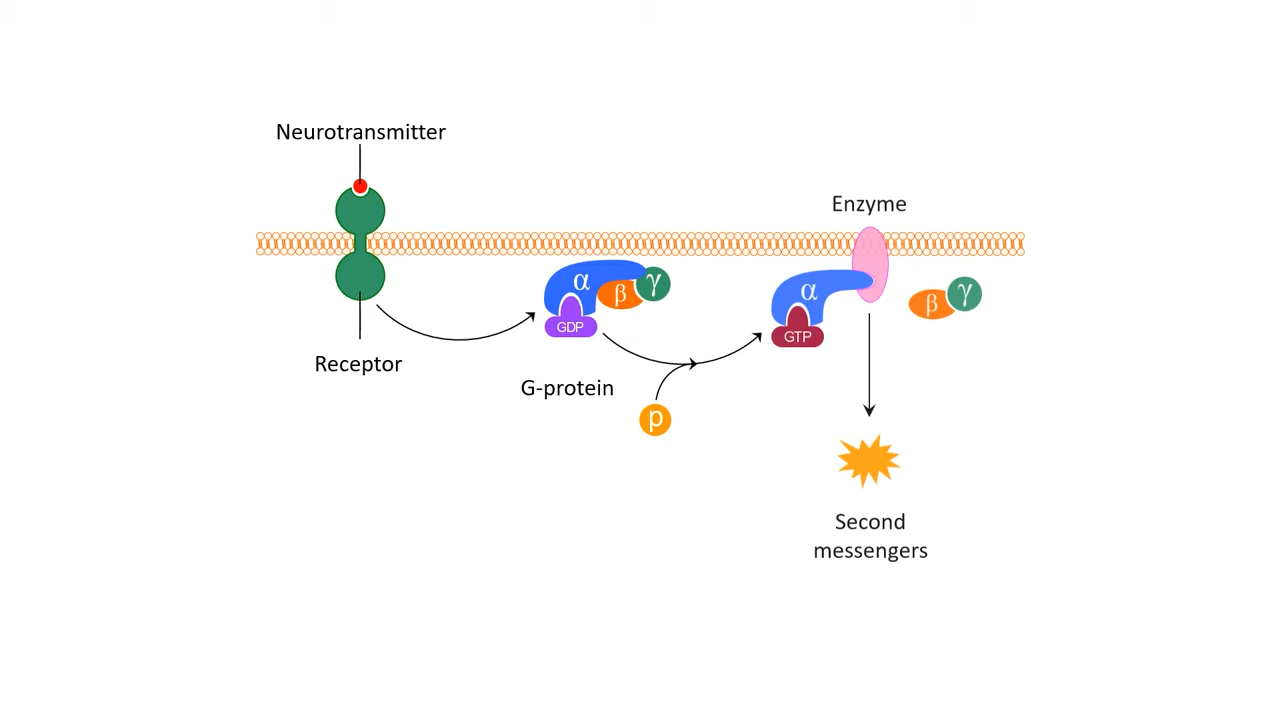 Neurotransmitter
Receptor
α
β
γ
GDP
G-protein
p
Enzyme
α
GTP
β
γ
Second
messengers